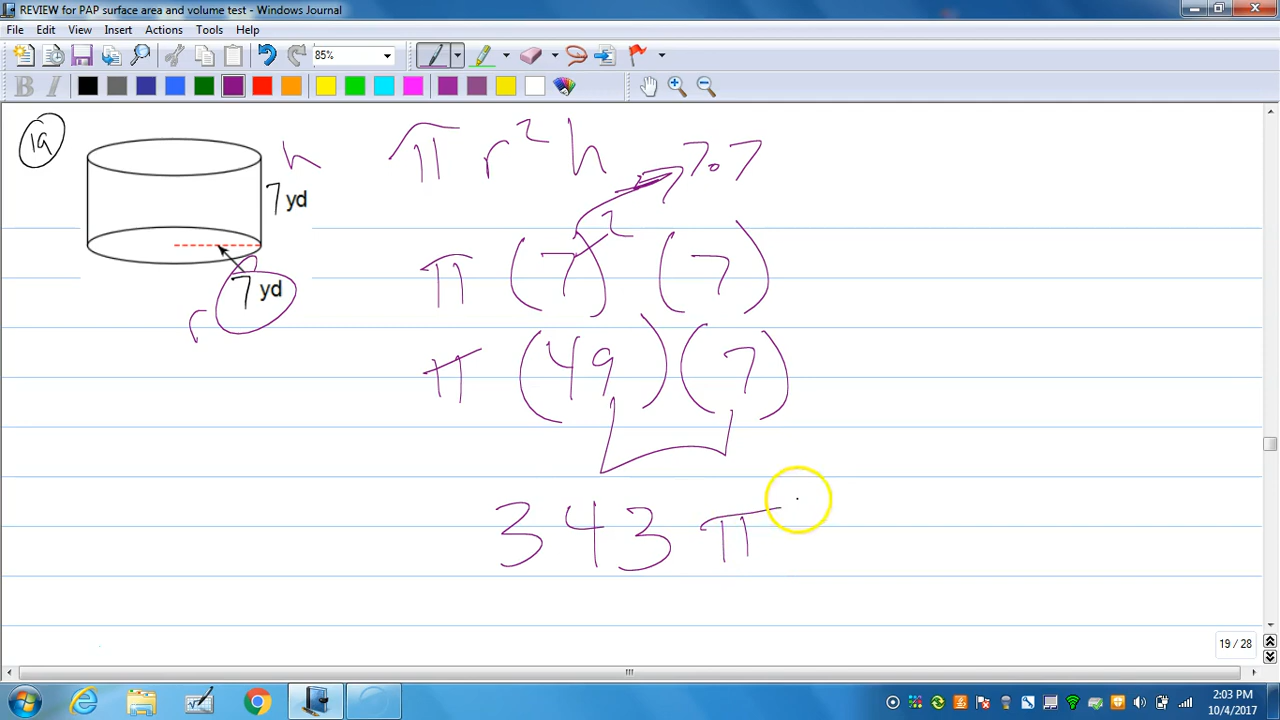 REVIEW for PAP surface area and volume test - Windows Journal
File Edit View Insert Actions Tools Help
85%
B I
19
h
7 yd
7 yd
r
π r² h
7·7
π (7)² (7)
π (49) (7)
343 π
19 / 28
2:03 PM
10/4/2017